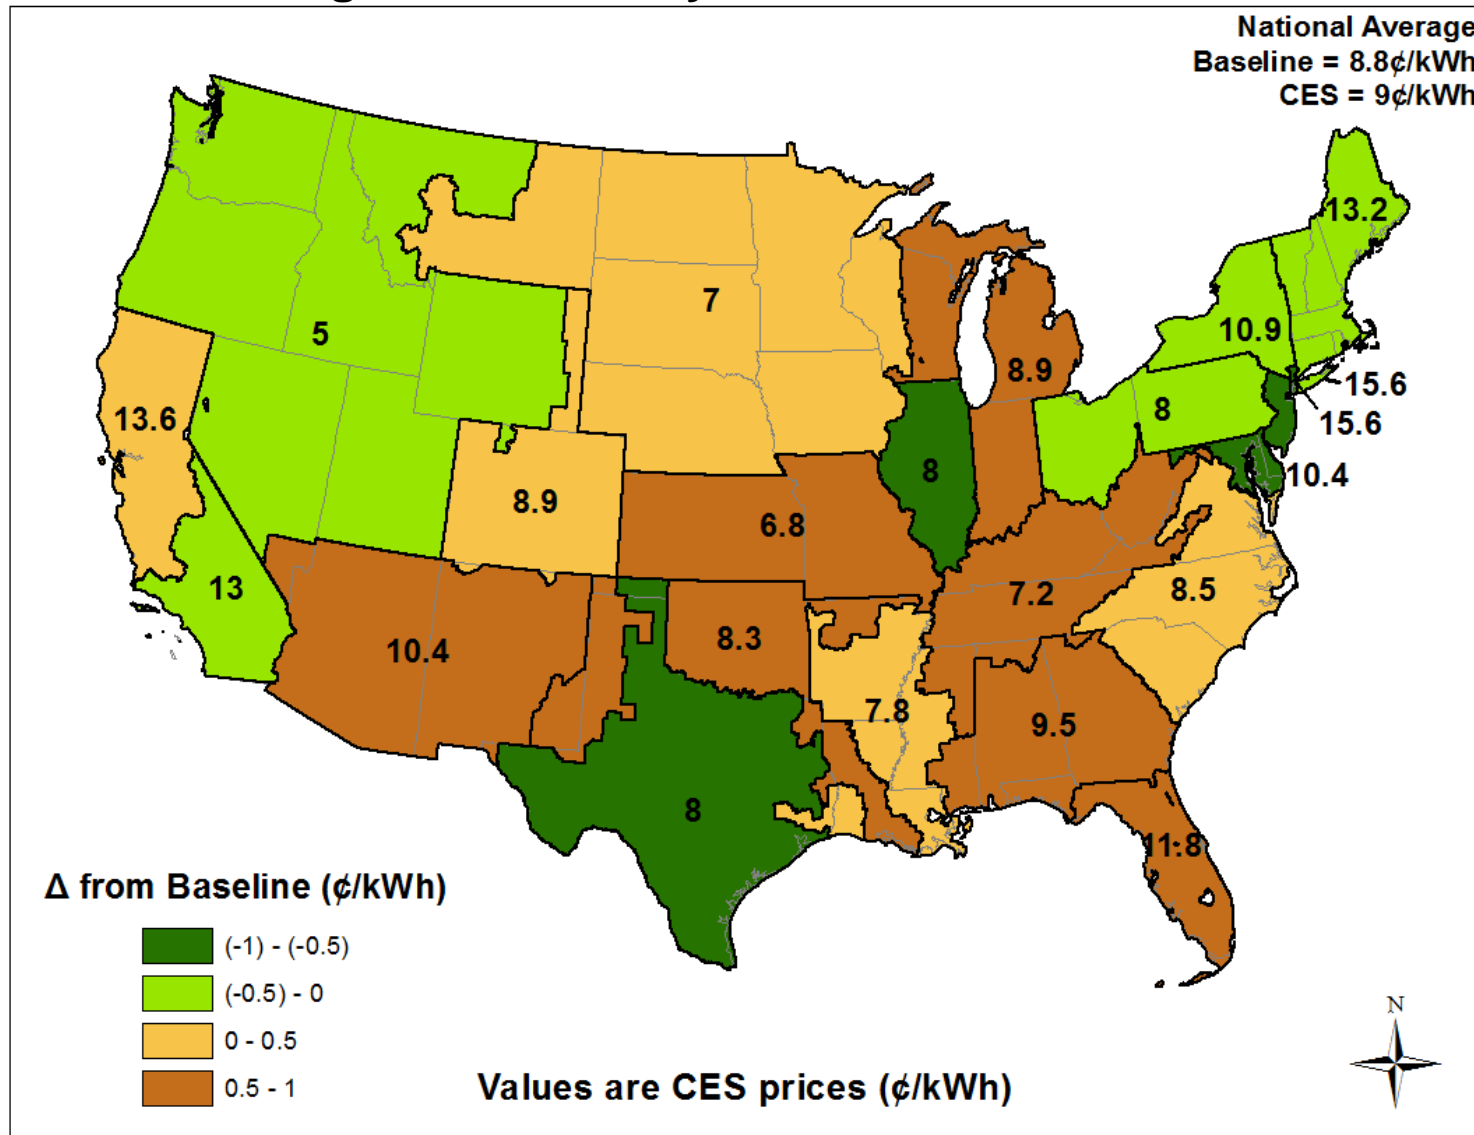 National Average
Baseline = 8.8¢/kWh
CES = 9¢/kWh
13.2
7
10.9
5
8.9
15.6
13.6
8
15.6
8
10.4
8.9
6.8
13
7.2
8.5
10.4
8.3
7.8
9.5
8
11.8
Δ from Baseline (¢/kWh)
(-1) - (-0.5)
(-0.5) - 0
0 - 0.5
0.5 - 1
Values are CES prices (¢/kWh)
N